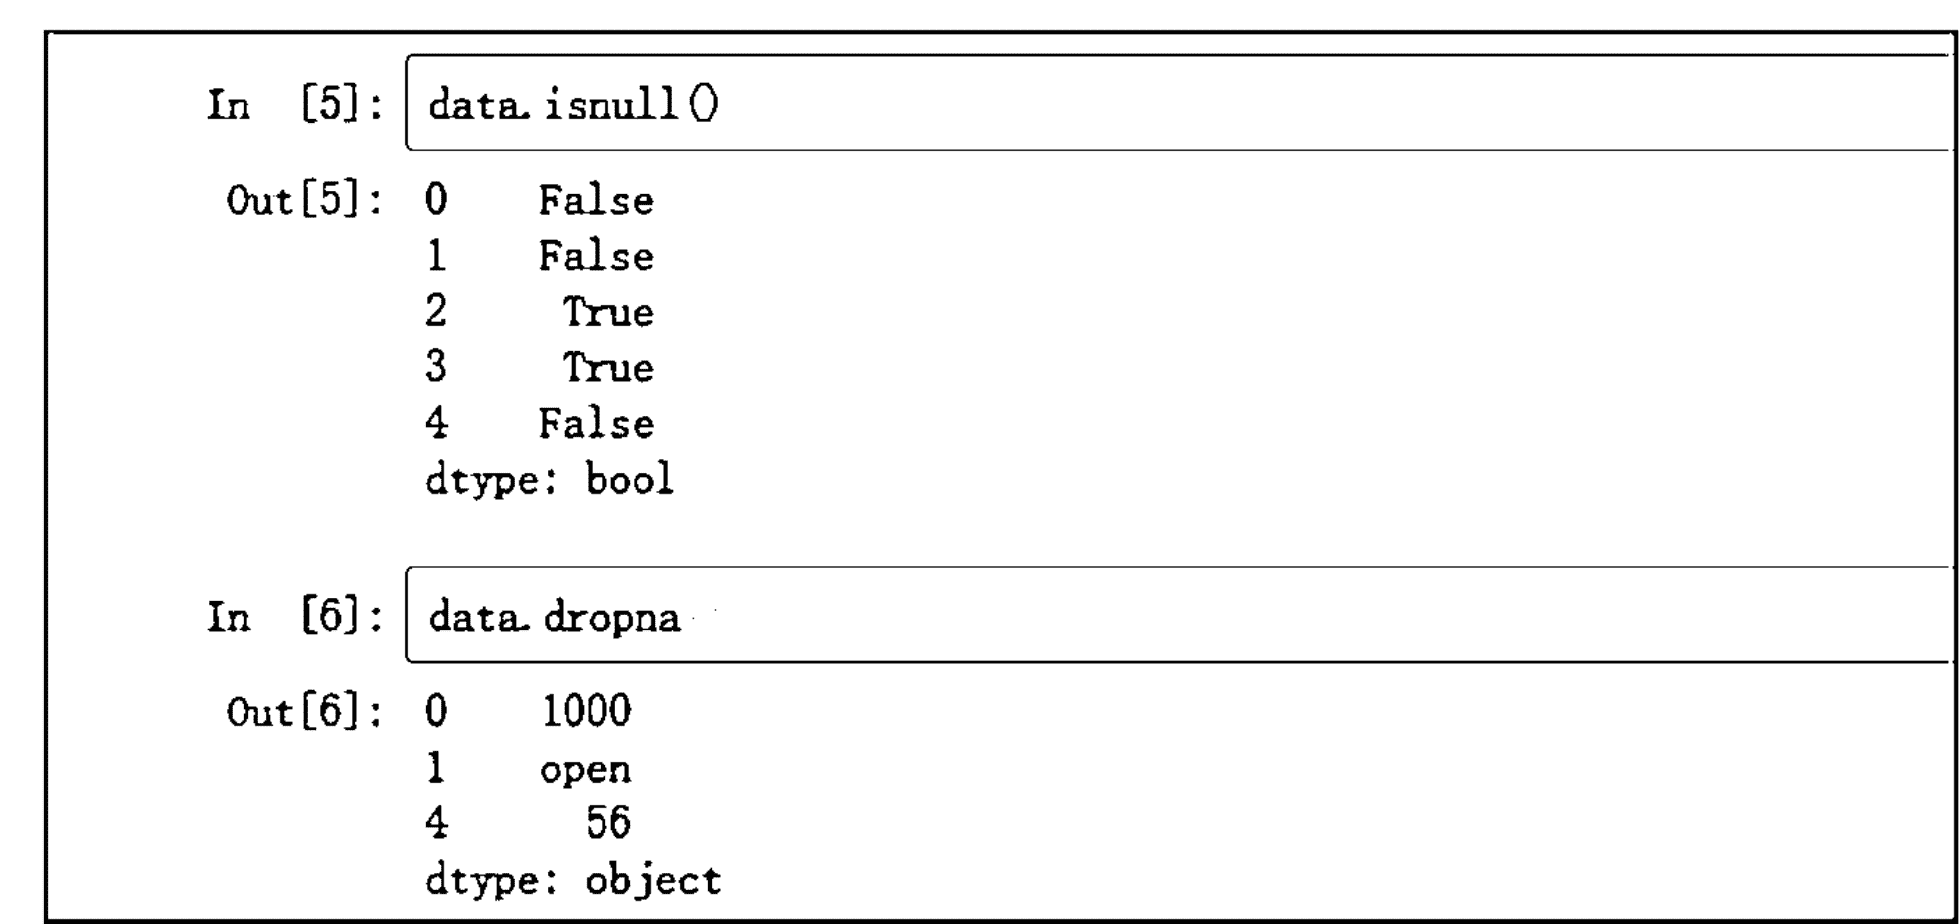 In [5]: data.isnull()
Out[5]: 0 False
1 False
2 True
3 True
4 False
dtype: bool
In [6]: data.dropna
Out[6]: 0 1000
1 open
4 56
dtype: object